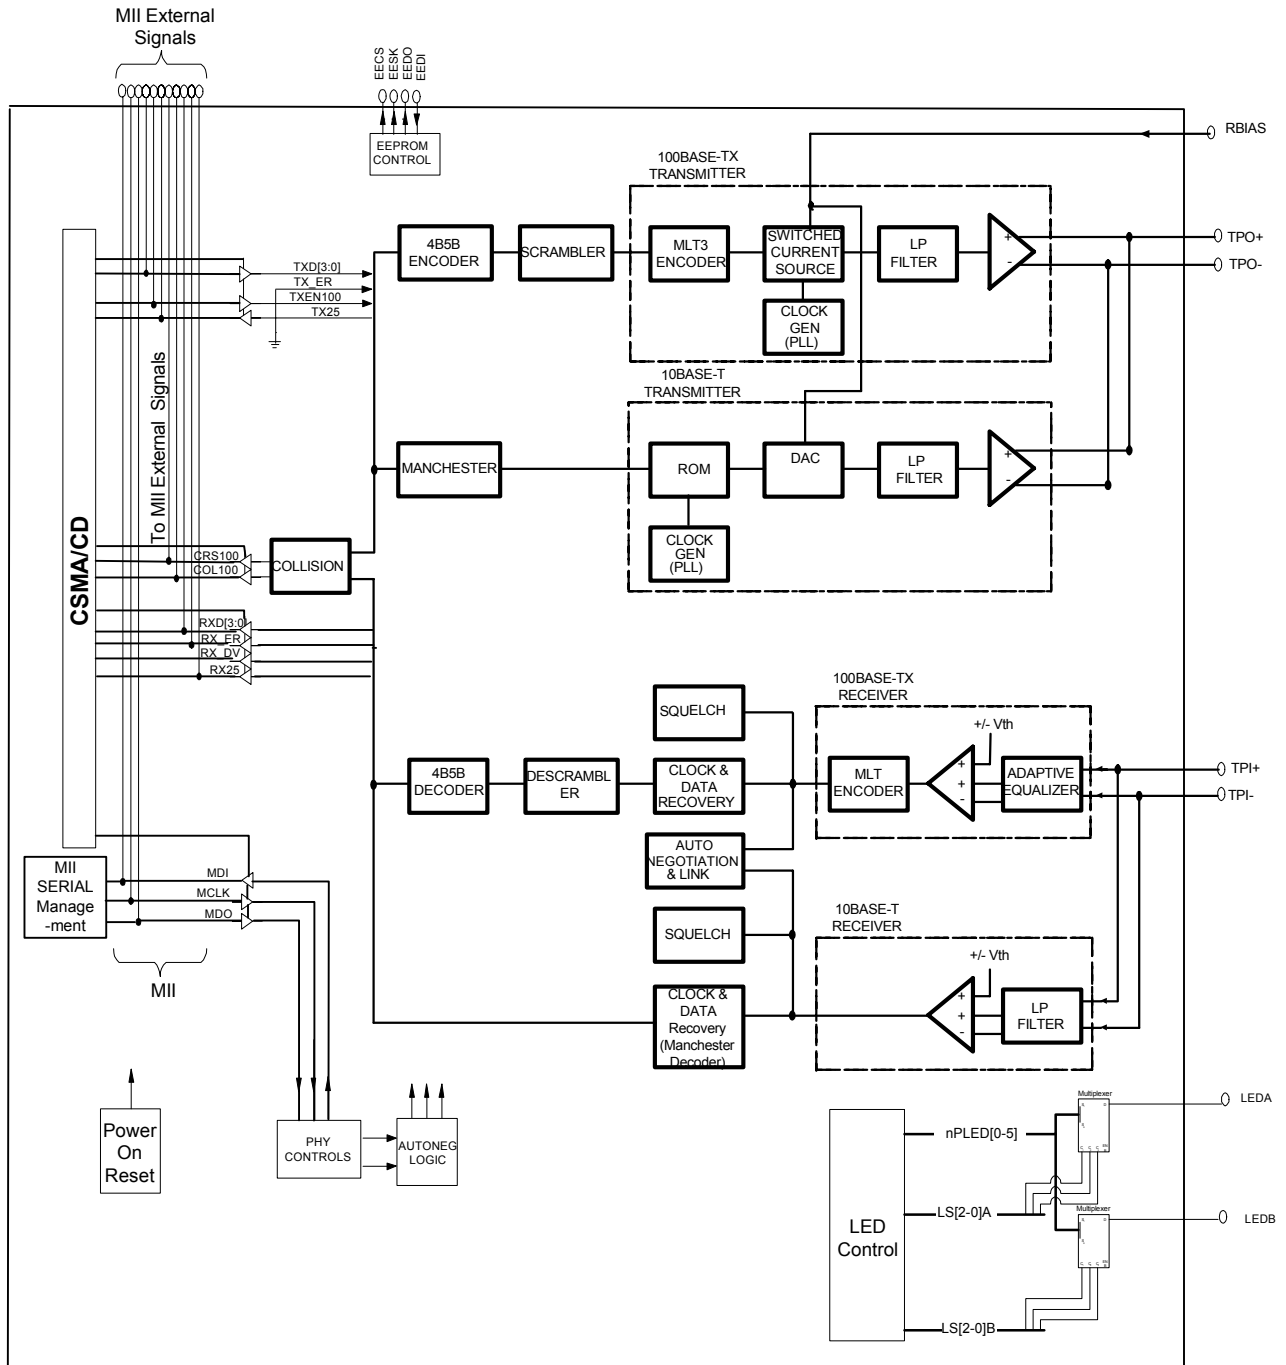 MII External
Signals
EECS
EESK
EEDO
EEDI
EEPROM
CONTROL
RBIAS
100BASE-TX
TRANSMITTER
4B5B
ENCODER
SCRAMBLER
MLT3
ENCODER
SWITCHED
CURRENT
SOURCE
LP
FILTER
+
-
TPO+
TPO-
CLOCK
GEN
(PLL)
TXD[3:0]
TX_ER
TXEN100
TX25
To MII External Signals
CSMA/CD
10BASE-T
TRANSMITTER
MANCHESTER
ROM
DAC
LP
FILTER
+
-
CLOCK
GEN
(PLL)
CRS100
COL100
COLLISION
RXD[3:0]
RX_ER
RX_DV
RX25
100BASE-TX
RECEIVER
SQUELCH
+/- Vth
4B5B
DECODER
DESCRAMBL
ER
CLOCK &
DATA
RECOVERY
MLT
ENCODER
+
+
-
ADAPTIVE
EQUALIZER
TPI+
TPI-
AUTO
NEGOTIATION
& LINK
MII
SERIAL
Manage
-ment
MDI
MCLK
MDO
MII
10BASE-T
RECEIVER
SQUELCH
+/- Vth
CLOCK &
DATA
Recovery
(Manchester
Decoder)
+
+
-
LP
FILTER
Power
On
Reset
PHY
CONTROLS
AUTONEG
LOGIC
LED
Control
nPLED[0-5]
LS[2-0]A
LS[2-0]B
Multiplexer
LEDA
Multiplexer
LEDB